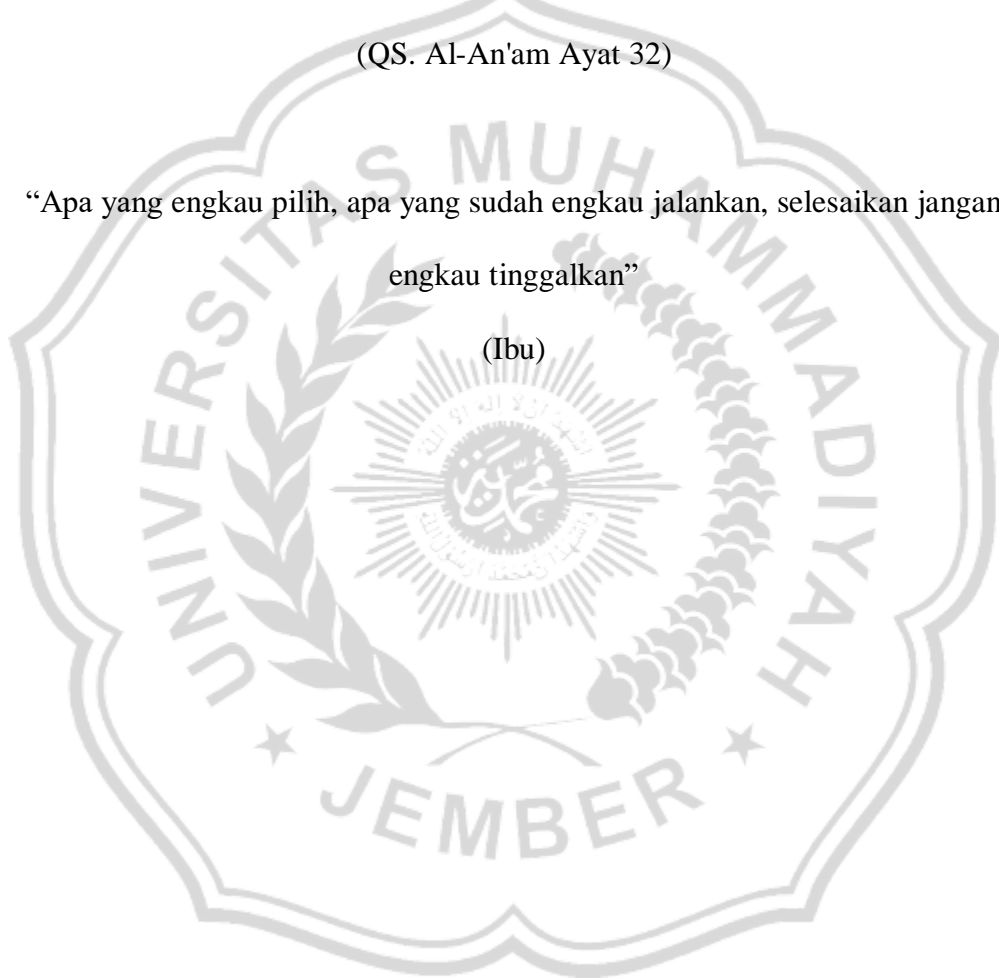 (QS. Al-An'am Ayat 32)
“Apa yang engkau pilih, apa yang sudah engkau jalankan, selesaikan jangan
engkau tinggalkan”
(Ibu)
UNIVERSITAS MUHAMMADIYAH
JEMBER